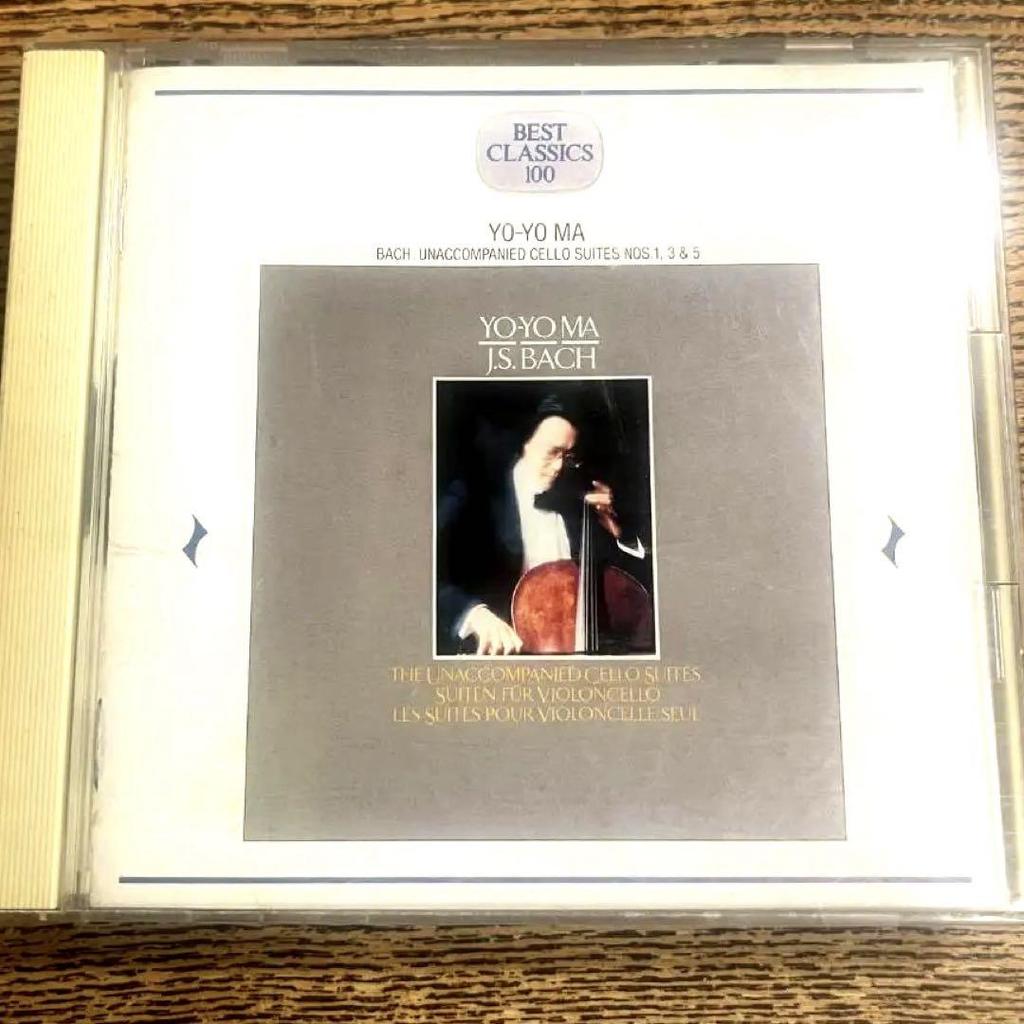 BEST
CLASSICS
100
YO-YO MA
BACH: UNACCOMPANIED CELLO SUITES NOS.1, 3 & 5
YO-YO MA
J.S. BACH
THE UNACCOMPANIED CELLO SUITES
SUITEN FÜR VIOLONCELLO
LES SUITES POUR VIOLONCELLE SEUL